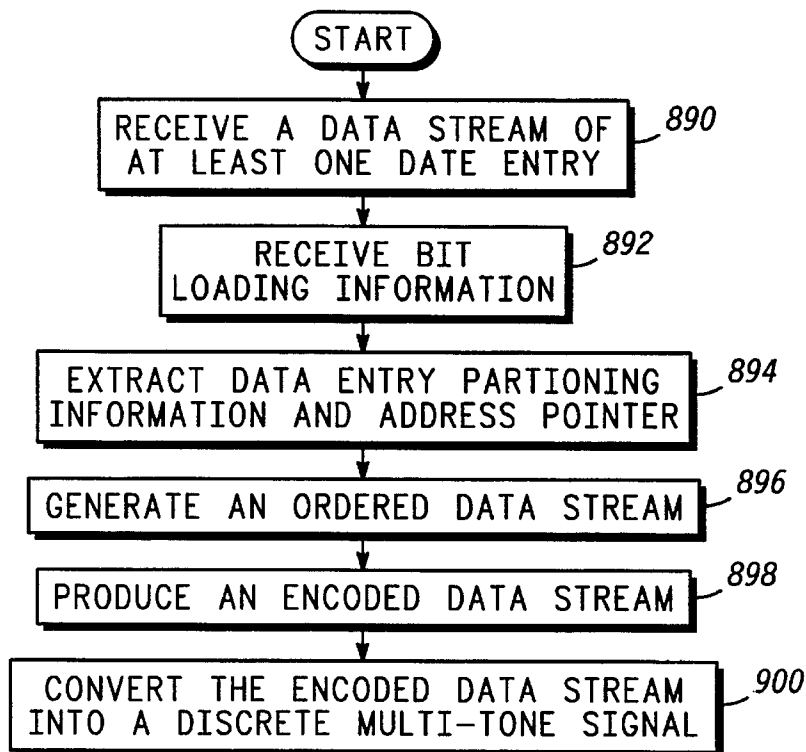 START
RECEIVE A DATA STREAM OF
AT LEAST ONE DATE ENTRY
890
RECEIVE BIT
LOADING INFORMATION
892
EXTRACT DATA ENTRY PARTIONING
INFORMATION AND ADDRESS POINTER
894
GENERATE AN ORDERED DATA STREAM
896
PRODUCE AN ENCODED DATA STREAM
898
CONVERT THE ENCODED DATA STREAM
INTO A DISCRETE MULTI-TONE SIGNAL
900